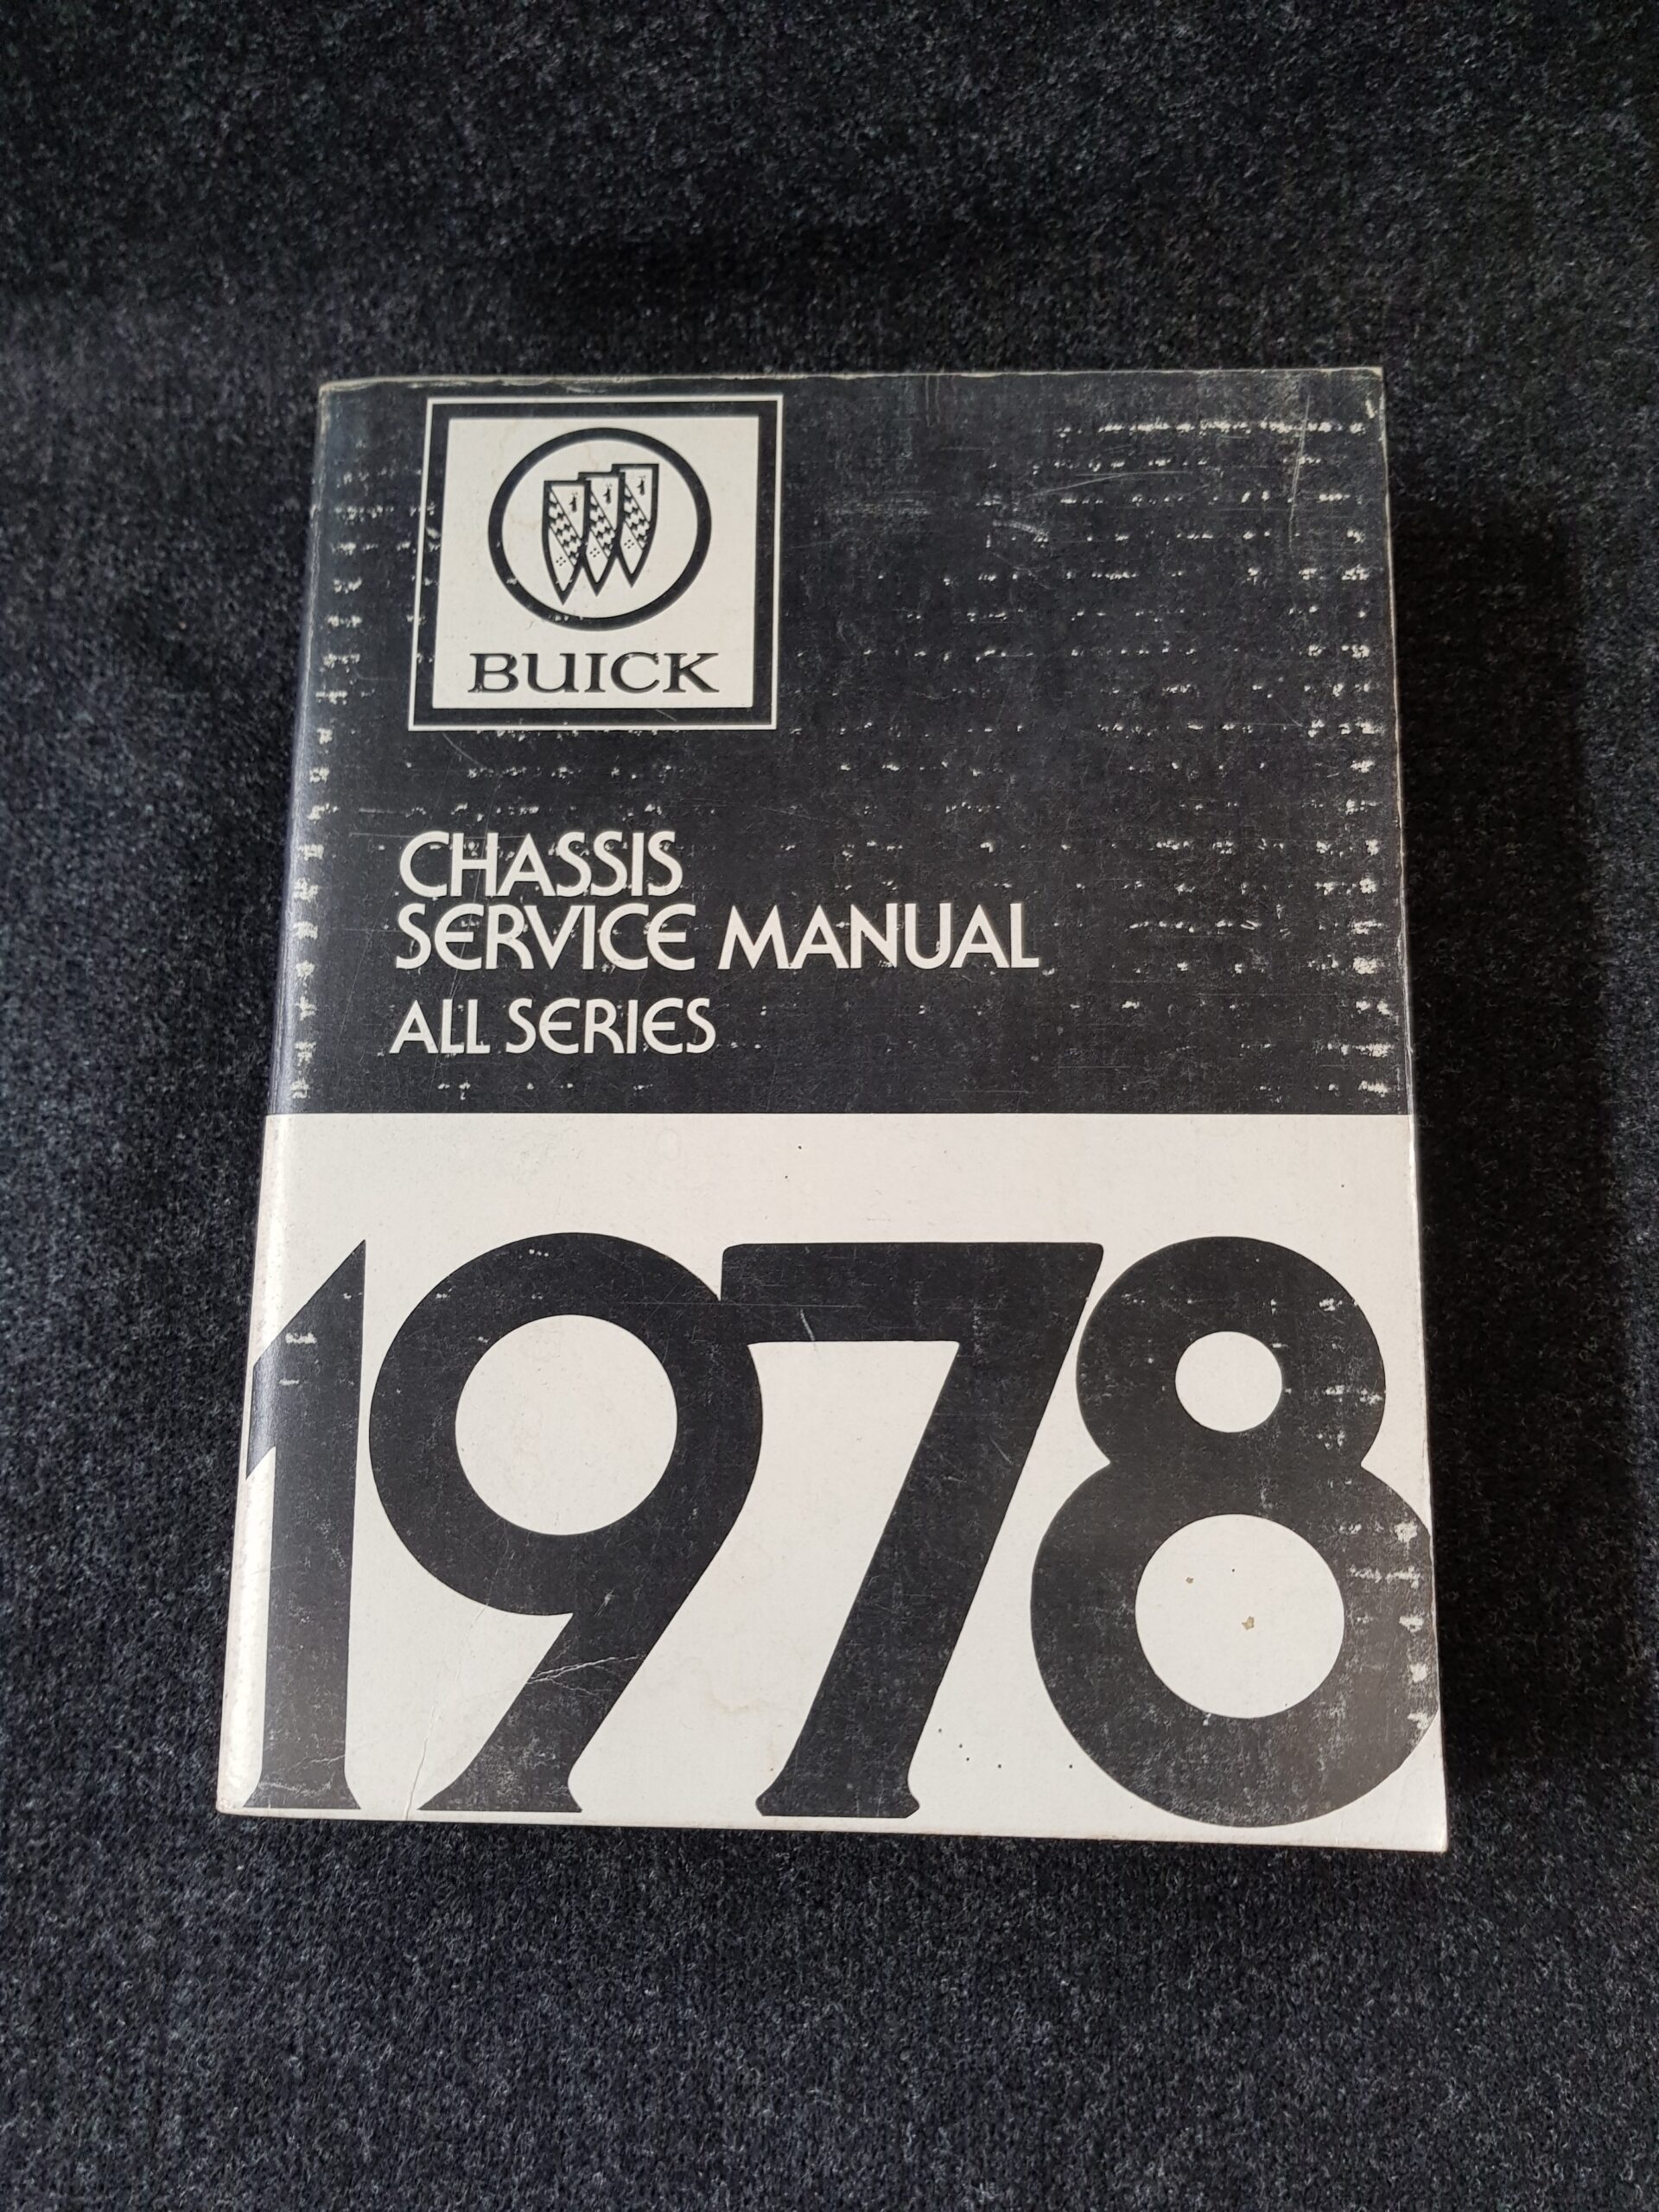 BUICK
CHASSIS
SERVICE MANUAL
ALL SERIES
1978